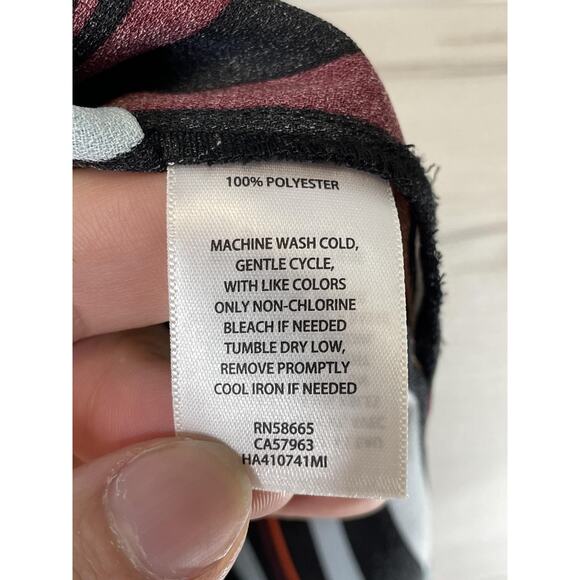 100% POLYESTER
MACHINE WASH COLD,
GENTLE CYCLE,
WITH LIKE COLORS
ONLY NON-CHLORINE
BLEACH IF NEEDED
TUMBLE DRY LOW,
REMOVE PROMPTLY
COOL IRON IF NEEDED
RN58665
CA57963
HA410741MI